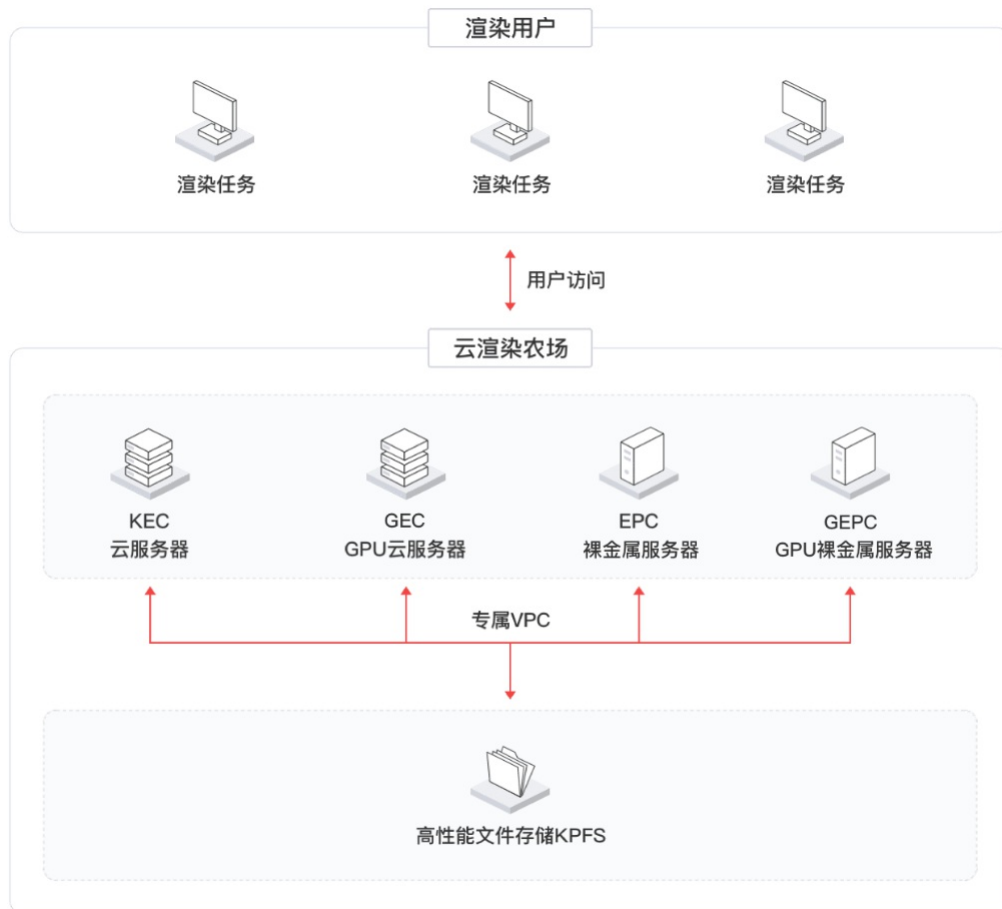 渲染用户
渲染任务
渲染任务
渲染任务
用户访问
云渲染农场
KEC
云服务器
GEC
GPU云服务器
EPC
裸金属服务器
GEPC
GPU裸金属服务器
专属VPC
高性能文件存储KPFS